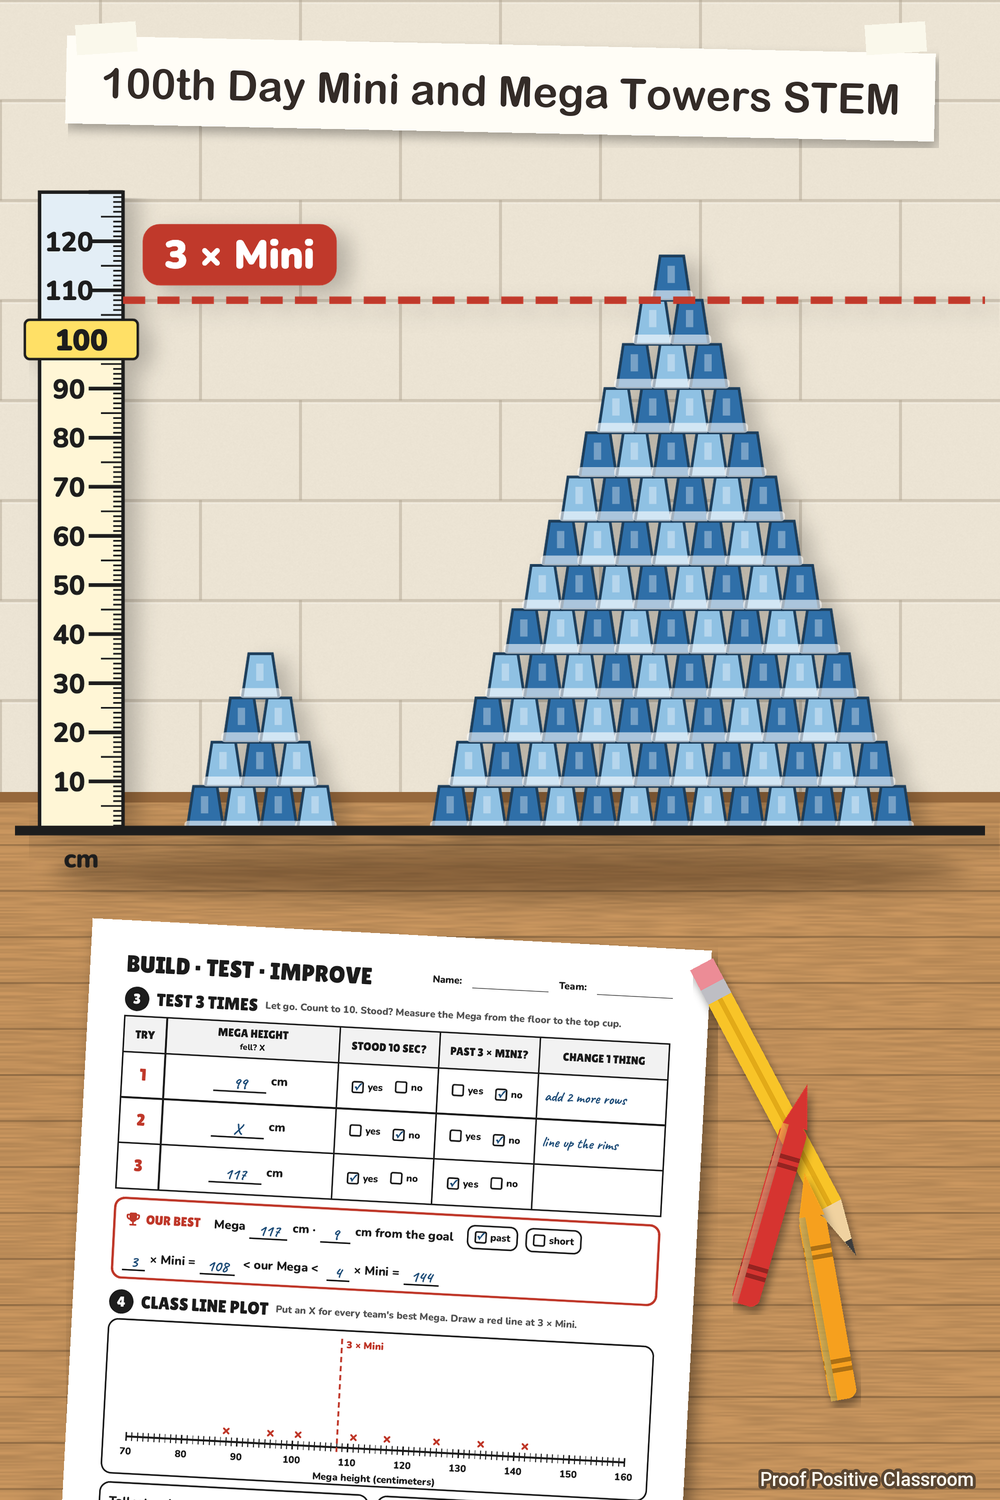 100th Day Mini and Mega Towers STEM
3 × Mini
120
110
100
90
80
70
60
50
40
30
20
10
cm
BUILD · TEST · IMPROVE
Name: Team:
3 TEST 3 TIMES Let go. Count to 10. Stood? Measure the Mega from the floor to the top cup.
TRY MEGA HEIGHT STOOD 10 SEC? PAST 3 × MINI? CHANGE 1 THING
fell? X
1 99 cm yes no yes no add 2 more rows
2 X cm yes no yes no line up the rims
3 117 cm yes no yes no
OUR BEST Mega 117 cm · 9 cm from the goal past short
3 × Mini = 108 < our Mega < 4 × Mini = 144
4 CLASS LINE PLOT Put an X for every team's best Mega. Draw a red line at 3 × Mini.
3 × Mini
70 80 90 100 110 120 130 140 150 160
Mega height (centimeters)
Proof Positive Classroom